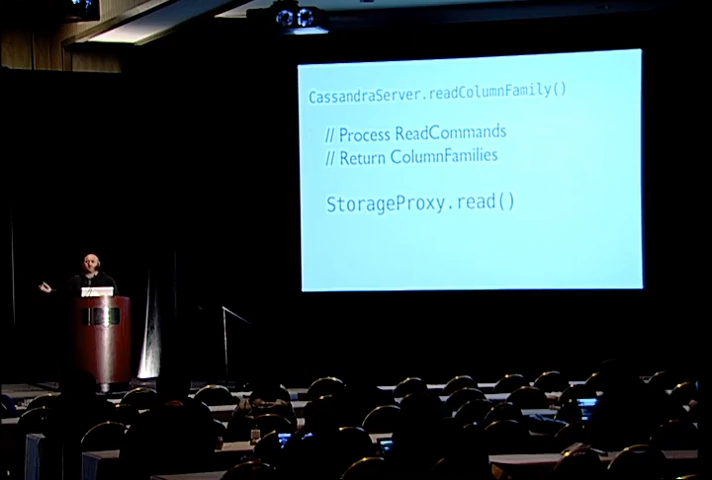 CassandraServer.readColumnFamily()
// Process ReadCommands
// Return ColumnFamilies
StorageProxy.read()